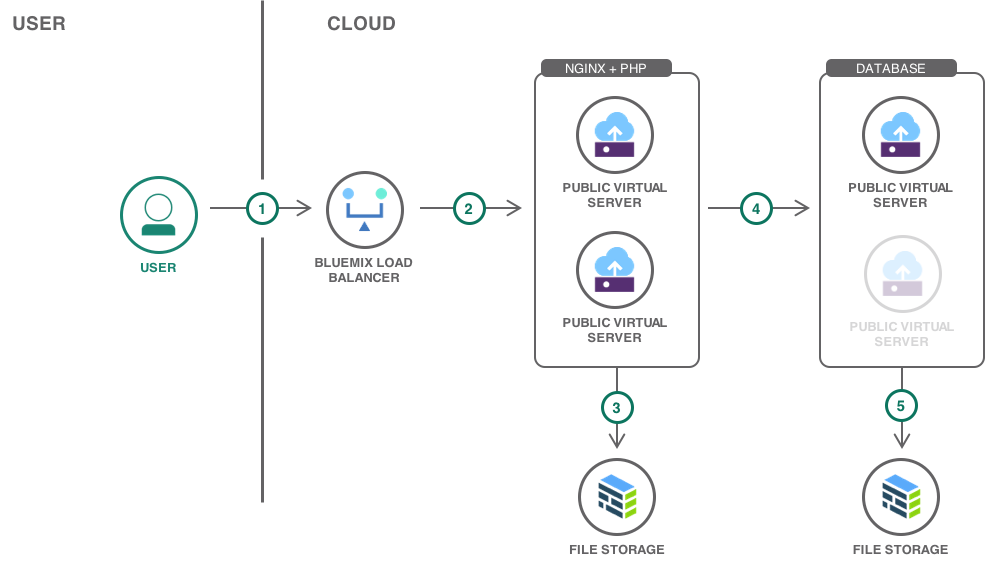 USER
CLOUD
NGINX + PHP
DATABASE
PUBLIC VIRTUAL
SERVER
PUBLIC VIRTUAL
SERVER
1
2
4
USER
BLUEMIX LOAD
BALANCER
PUBLIC VIRTUAL
SERVER
PUBLIC VIRTUAL
SERVER
3
5
FILE STORAGE
FILE STORAGE